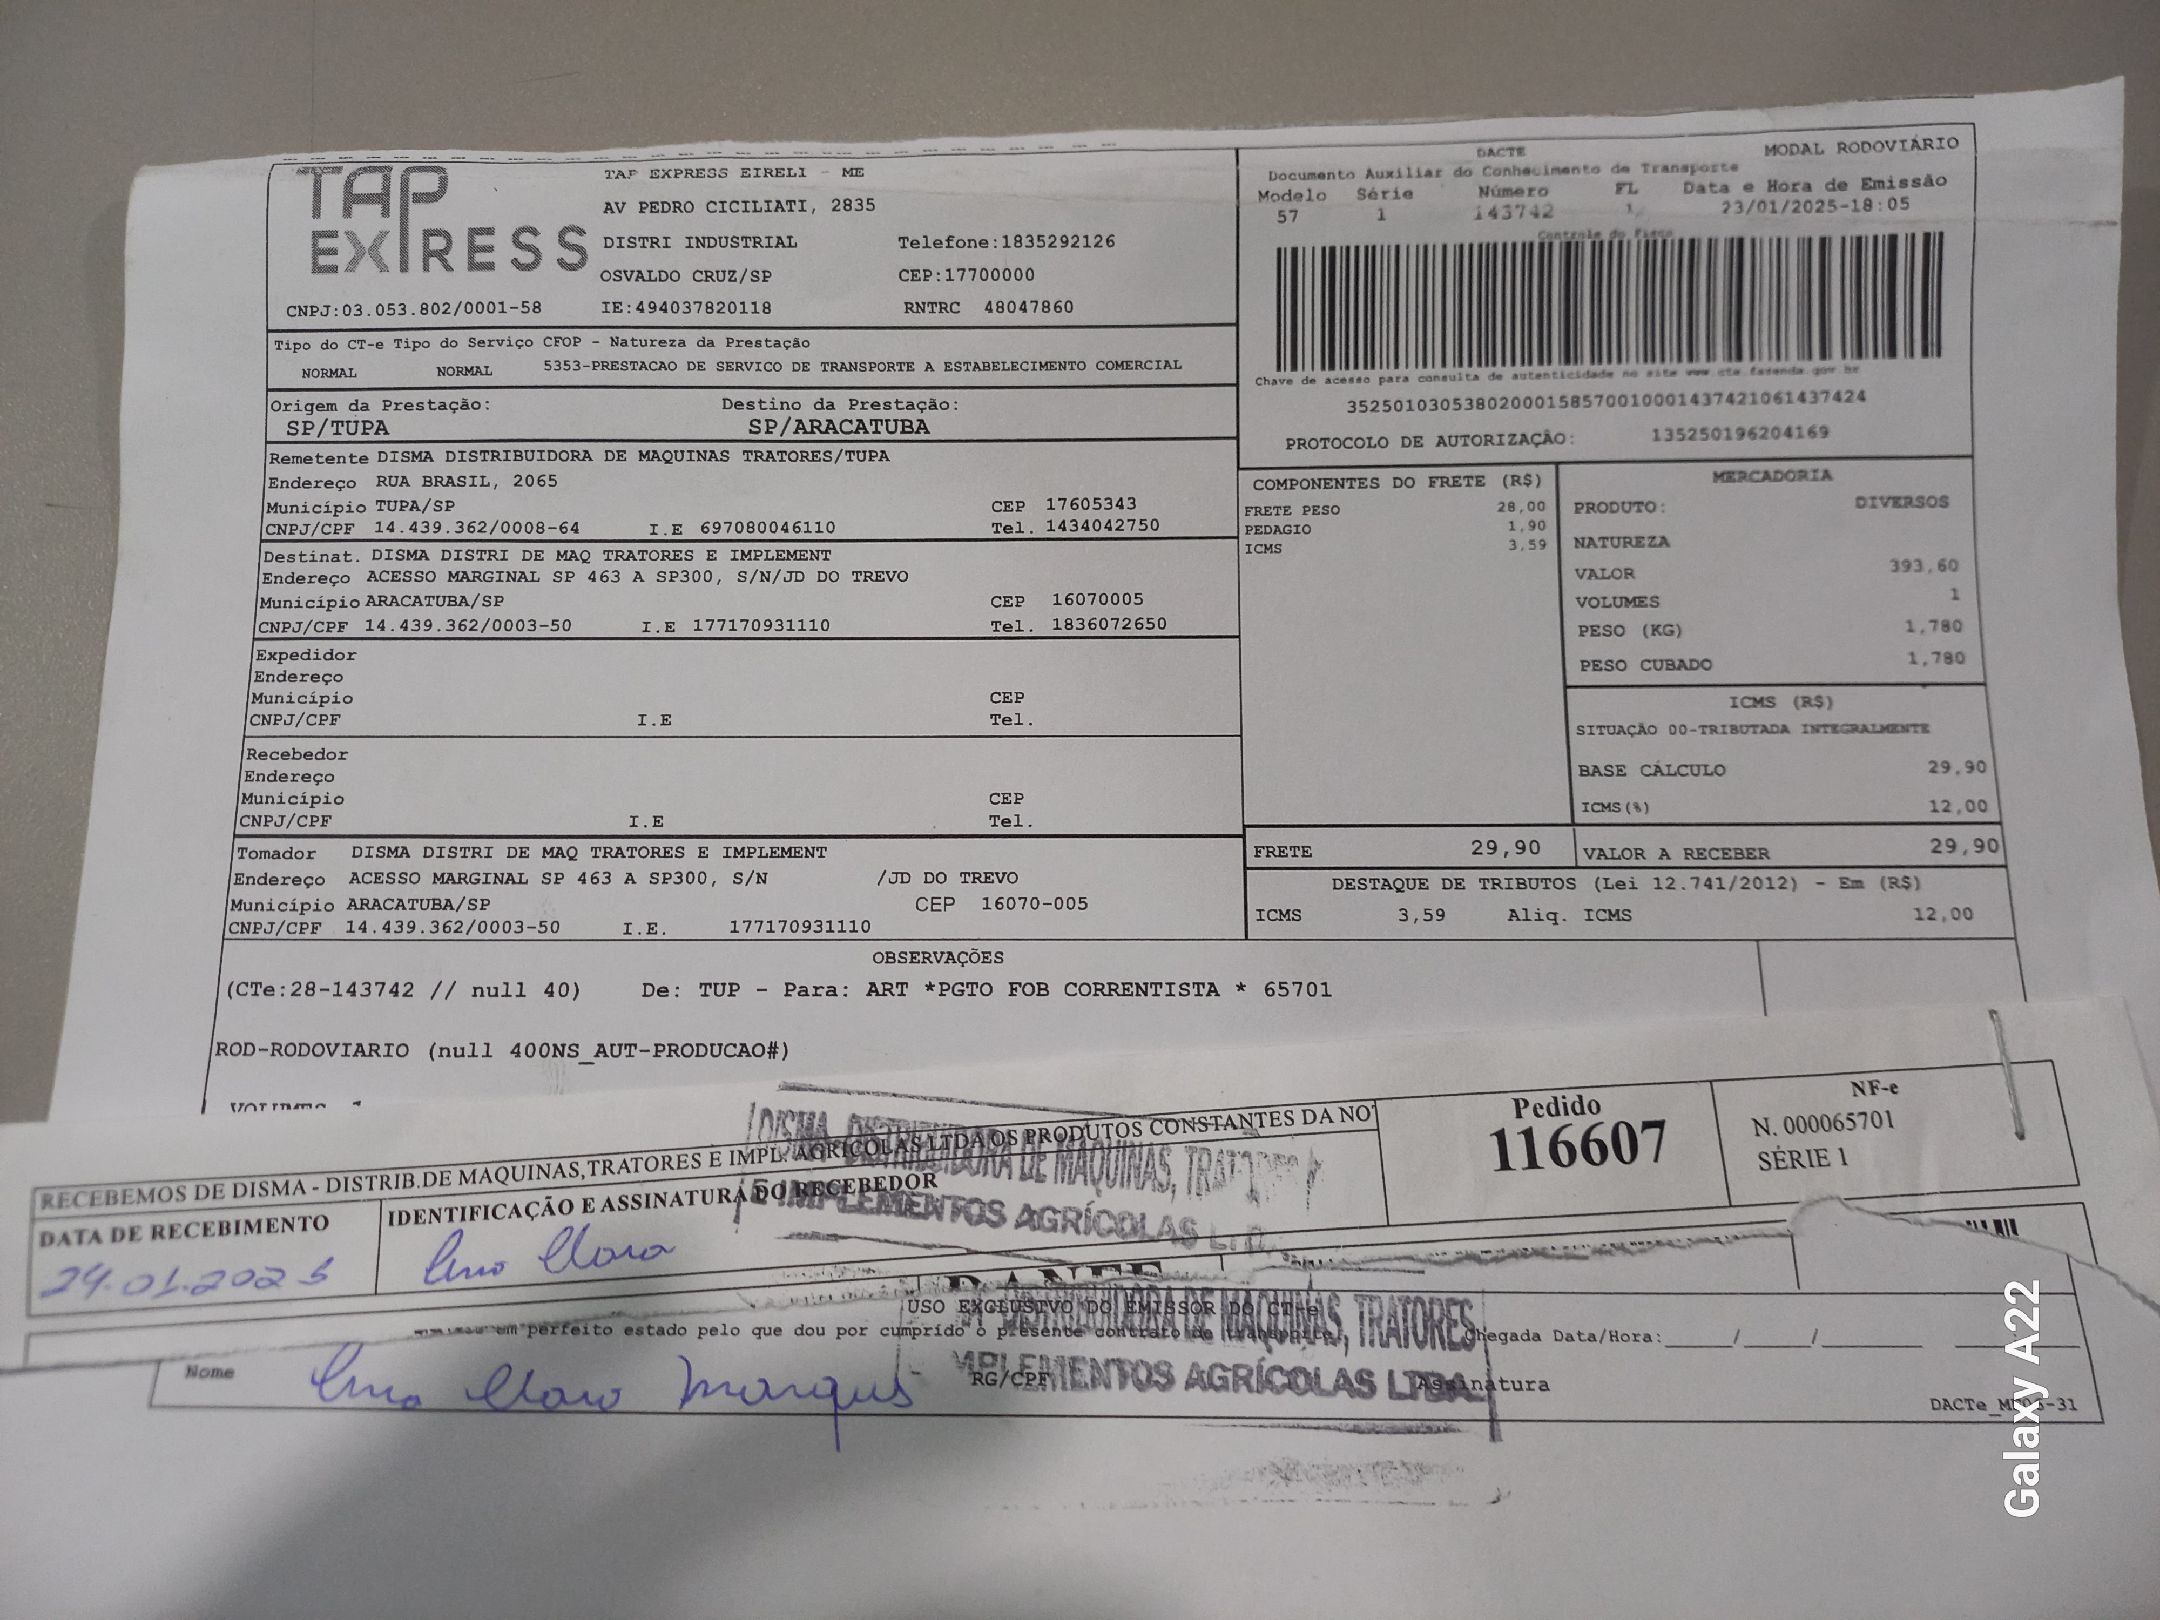 TAP EXPRESS
TAP EXPRESS EIRELI - ME
AV PEDRO CICILIATI, 2835
DISTRI INDUSTRIAL Telefone:1835292126
OSVALDO CRUZ/SP CEP:17700000
CNPJ:03.053.802/0001-58 IE:494037820118 RNTRC 48047860
DACTE MODAL RODOVIÁRIO
Documento Auxiliar do Conhecimento de Transporte
Modelo Série Número FL Data e Hora de Emissão
57 1 143742 1 23/01/2025-18:05
Controle do Fisco
Chave de acesso para consulta de autenticidade no site www.cte.fazenda.gov.br
35250103053802000158570010001437421061437424
PROTOCOLO DE AUTORIZAÇÃO: 135250196204169
Tipo do CT-e Tipo do Serviço CFOP - Natureza da Prestação
NORMAL NORMAL 5353-PRESTACAO DE SERVICO DE TRANSPORTE A ESTABELECIMENTO COMERCIAL
Origem da Prestação: Destino da Prestação:
SP/TUPA SP/ARACATUBA
Remetente DISMA DISTRIBUIDORA DE MAQUINAS TRATORES/TUPA
Endereço RUA BRASIL, 2065
Município TUPA/SP CEP 17605343
CNPJ/CPF 14.439.362/0008-64 I.E 697080046110 Tel. 1434042750
Destinat. DISMA DISTRI DE MAQ TRATORES E IMPLEMENT
Endereço ACESSO MARGINAL SP 463 A SP300, S/N/JD DO TREVO
Município ARACATUBA/SP CEP 16070005
CNPJ/CPF 14.439.362/0003-50 I.E 177170931110 Tel. 1836072650
Expedidor
Endereço
Município CEP
CNPJ/CPF I.E Tel.
Recebedor
Endereço
Município CEP
CNPJ/CPF I.E Tel.
Tomador DISMA DISTRI DE MAQ TRATORES E IMPLEMENT
Endereço ACESSO MARGINAL SP 463 A SP300, S/N /JD DO TREVO
Município ARACATUBA/SP CEP 16070-005
CNPJ/CPF 14.439.362/0003-50 I.E. 177170931110
COMPONENTES DO FRETE (R$)
FRETE PESO 28,00
PEDAGIO 1,90
ICMS 3,59
MERCADORIA
PRODUTO: DIVERSOS
NATUREZA
VALOR 393,60
VOLUMES 1
PESO (KG) 1,780
PESO CUBADO 1,780
ICMS (R$)
SITUAÇÃO 00-TRIBUTADA INTEGRALMENTE
BASE CÁLCULO 29,90
ICMS(%) 12,00
FRETE 29,90 VALOR A RECEBER 29,90
DESTAQUE DE TRIBUTOS (Lei 12.741/2012) - Em (R$)
ICMS 3,59 Aliq. ICMS 12,00
OBSERVAÇÕES
(CTe:28-143742 // null 40) De: TUP - Para: ART *PGTO FOB CORRENTISTA * 65701
ROD-RODOVIARIO (null 400NS_AUT-PRODUCAO#)
RECEBEMOS DE DISMA - DISTRIB.DE MAQUINAS,TRATORES E IMPL. AGRICOLAS LTDA OS PRODUTOS CONSTANTES DA NO
DATA DE RECEBIMENTO IDENTIFICAÇÃO E ASSINATURA DO RECEBEDOR
24.01.2025
Pedido
116607
NF-e
N. 000065701
SÉRIE 1
DISMA DISTRIBUIDORA DE MAQUINAS, TRATORES
E IMPLEMENTOS AGRÍCOLAS LTDA
USO EXCLUSIVO DO EMISSOR DO CT-e
em perfeito estado pelo que dou por cumprido o presente contrato de transporte. Chegada Data/Hora:____/____/____
DISTRIBUIDORA DE MAQUINAS, TRATORES
IMPLEMENTOS AGRÍCOLAS LTDA
Nome RG/CPF Assinatura
Galaxy A22